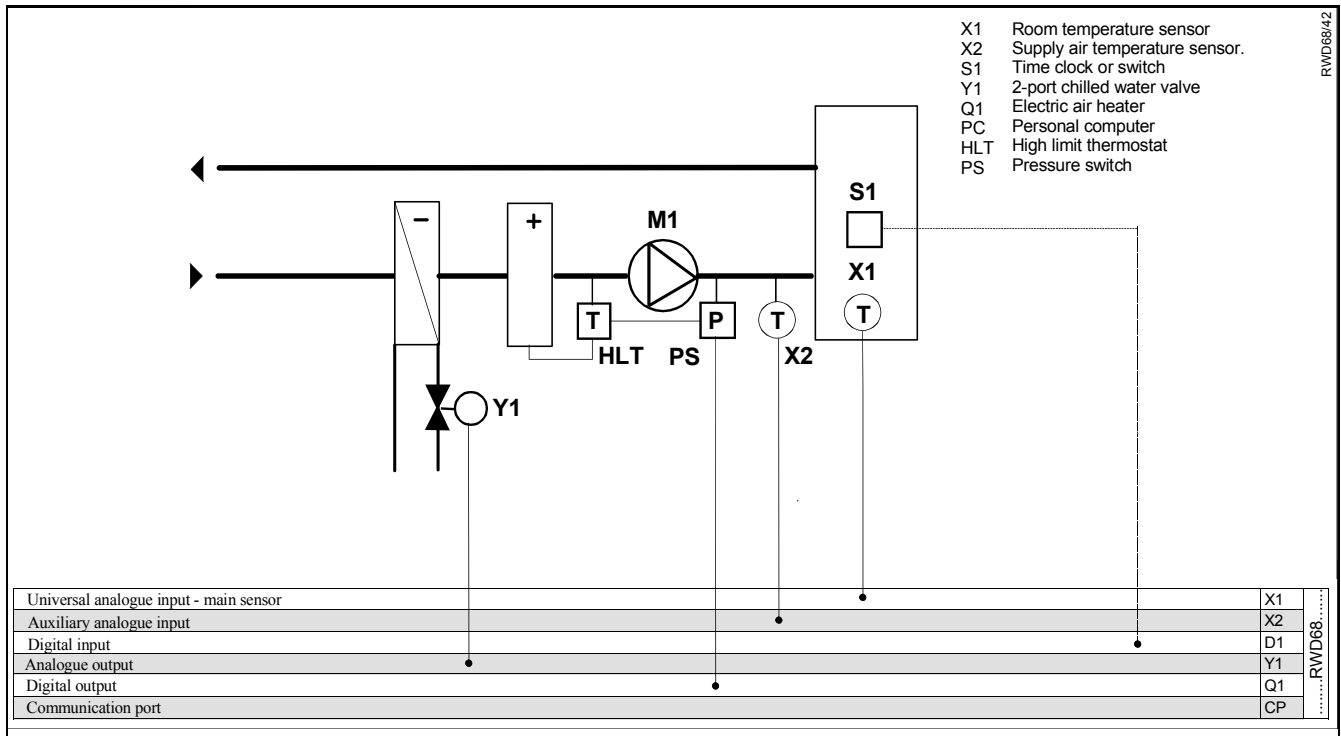 RWD68/42
X1 Room temperature sensor
X2 Supply air temperature sensor.
S1 Time clock or switch
Y1 2-port chilled water valve
Q1 Electric air heater
PC Personal computer
HLT High limit thermostat
PS Pressure switch
S1
- + M1
X1
T P T T
HLT PS X2
Y1
Universal analogue input - main sensor X1
Auxiliary analogue input X2
Digital input D1
Analogue output Y1
Digital output Q1
Communication port CP
........RWD68......